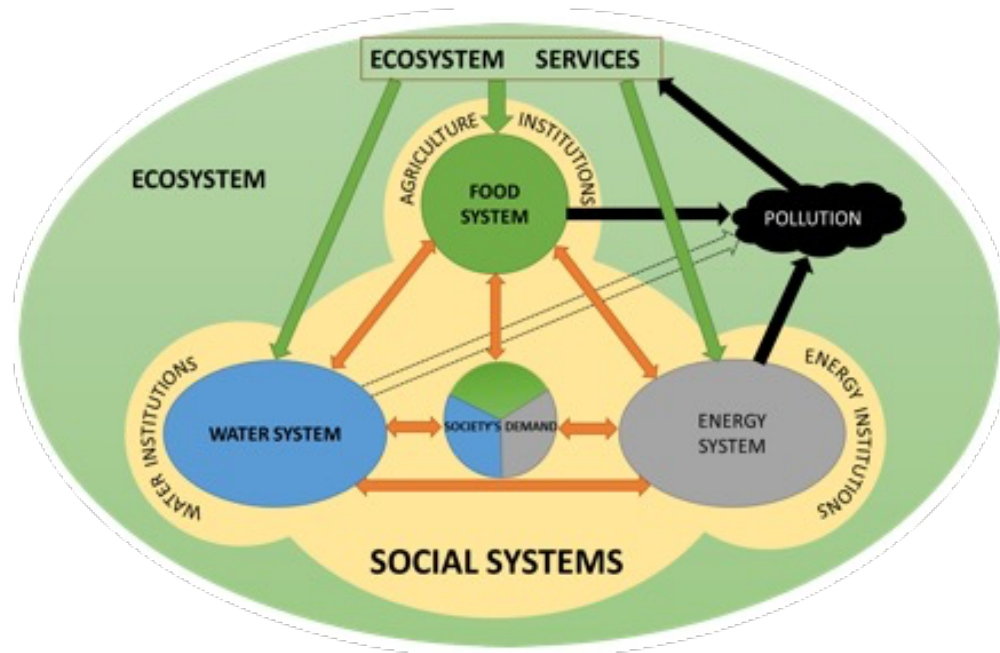 ECOSYSTEM SERVICES
AGRICULTURE INSTITUTIONS
ECOSYSTEM
FOOD
SYSTEM
POLLUTION
WATER INSTITUTIONS
ENERGY INSTITUTIONS
WATER SYSTEM
SOCIETY'S DEMAND
ENERGY
SYSTEM
SOCIAL SYSTEMS